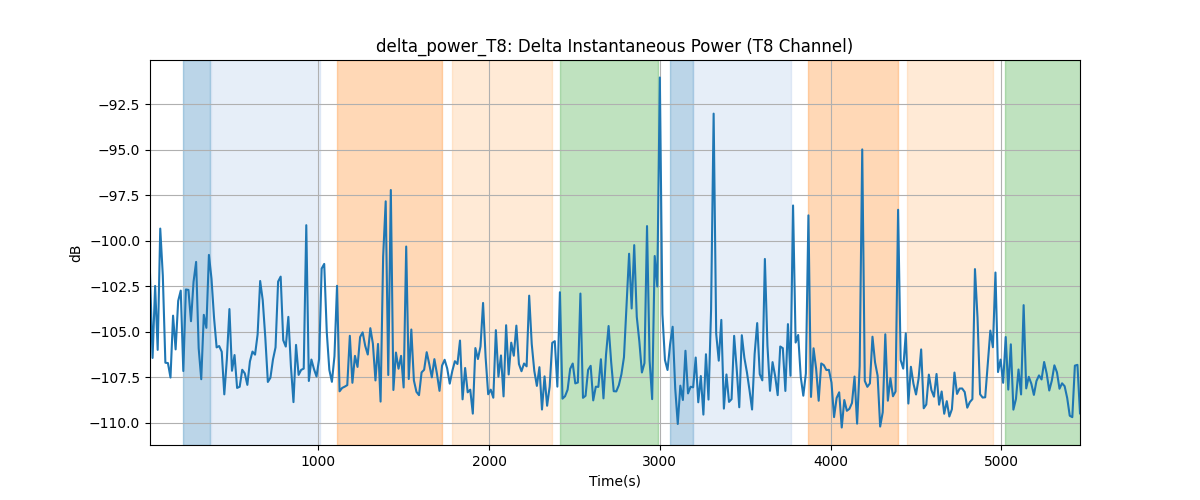 delta_power_T8: Delta Instantaneous Power (T8 Channel)
−92.5
−95.0
−97.5
−100.0
−102.5
−105.0
−107.5
−110.0
dB
1000 2000 3000 4000 5000
Time(s)